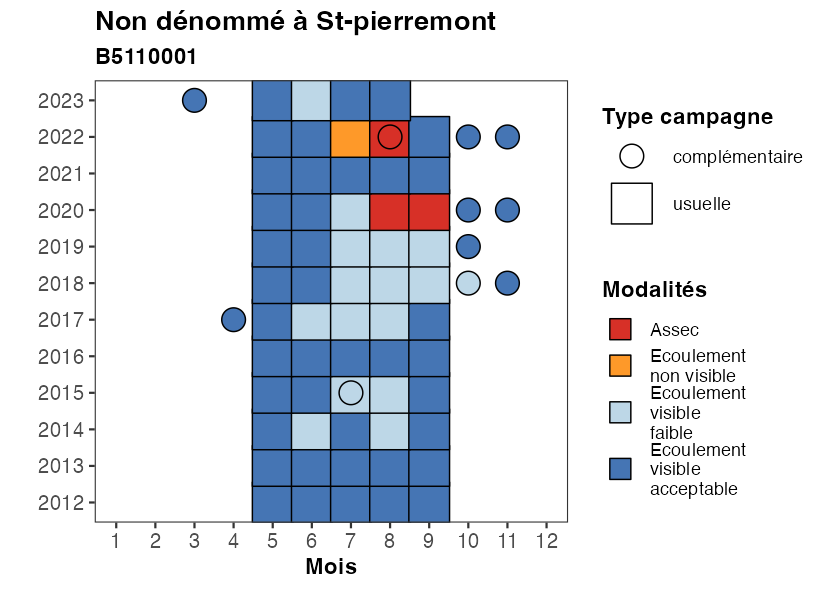 Non dénommé à St-pierremont
B5110001
2023
2022
2021
2020
2019
2018
2017
2016
2015
2014
2013
2012
1 2 3 4 5 6 7 8 9 10 11 12
Mois
Type campagne
complémentaire
usuelle
Modalités
Assec
Ecoulement
non visible
Ecoulement
visible
faible
Ecoulement
visible
acceptable